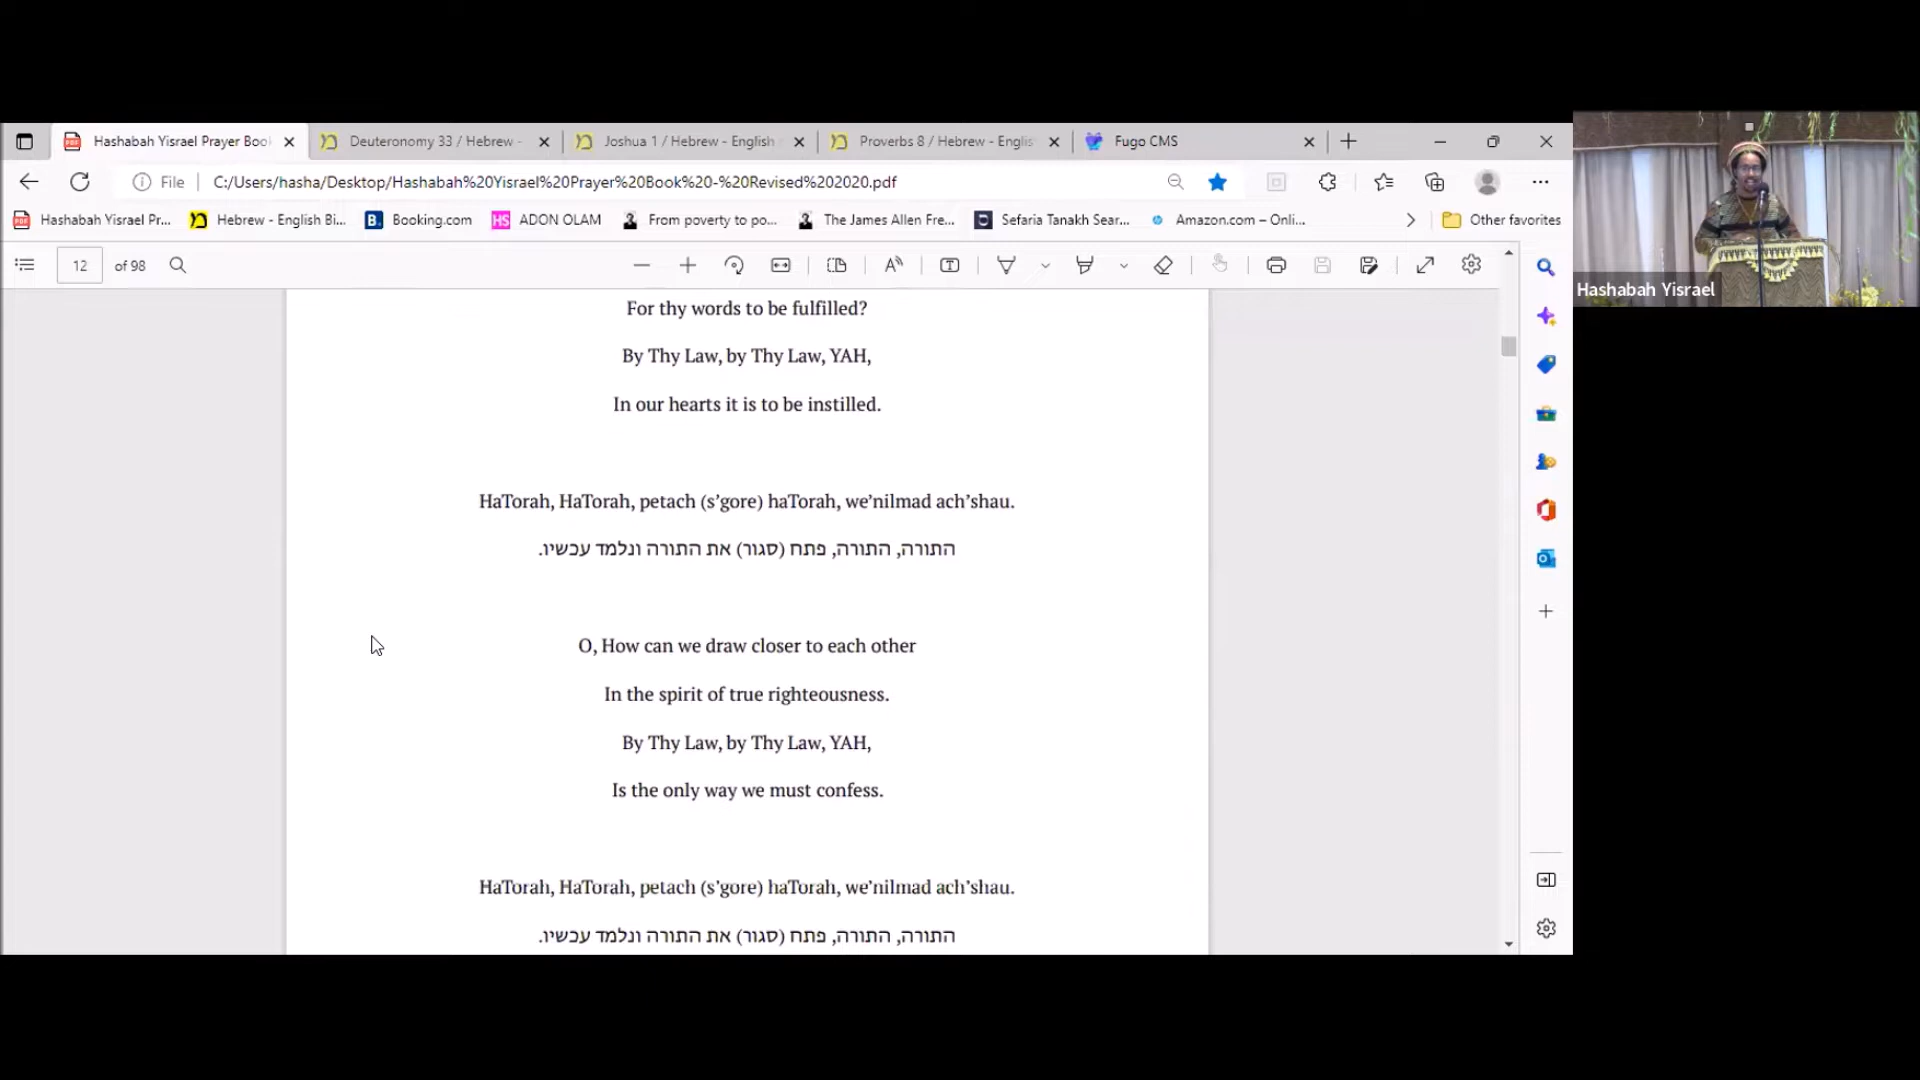 Hashabah Yisrael Prayer Boo
Deuteronomy 33 / Hebrew -
Joshua 1 / Hebrew - English
Proverbs 8 / Hebrew - Englis
Fugo CMS
File
C:/Users/hasha/Desktop/Hashabah%20Yisrael%20Prayer%20Book%20-%20Revised%202020.pdf
Hashabah Yisrael Pr...
Hebrew - English Bi...
Booking.com
ADON OLAM
From poverty to po...
The James Allen Fre...
Sefaria Tanakh Sear...
Amazon.com – Onli...
Other favorites
12 of 98
For thy words to be fulfilled?
By Thy Law, by Thy Law, YAH,
In our hearts it is to be instilled.
HaTorah, HaTorah, petach (s’gore) haTorah, we’nilmad ach’shau.
התורה, התורה, פתח (סגור) את התורה ונלמד עכשיו.
O, How can we draw closer to each other
In the spirit of true righteousness.
By Thy Law, by Thy Law, YAH,
Is the only way we must confess.
HaTorah, HaTorah, petach (s’gore) haTorah, we’nilmad ach’shau.
התורה, התורה, פתח (סגור) את התורה ונלמד עכשיו.
Hashabah Yisrael